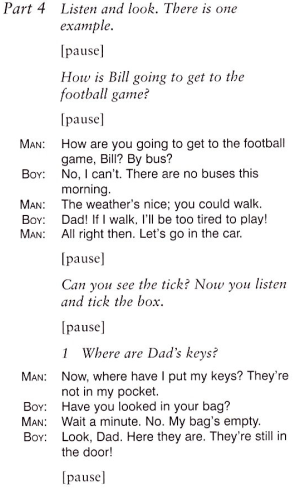 Part 4 Listen and look. There is one
example.
[pause]
How is Bill going to get to the
football game?
[pause]
MAN: How are you going to get to the football
game, Bill? By bus?
BOY: No, I can't. There are no buses this
morning.
MAN: The weather's nice; you could walk.
BOY: Dad! If I walk, I'll be too tired to play!
MAN: All right then. Let's go in the car.
[pause]
Can you see the tick? Now you listen
and tick the box.
[pause]
1 Where are Dad's keys?
MAN: Now, where have I put my keys? They're
not in my pocket.
BOY: Have you looked in your bag?
MAN: Wait a minute. No. My bag's empty.
BOY: Look, Dad. Here they are. They're still in
the door!
[pause]